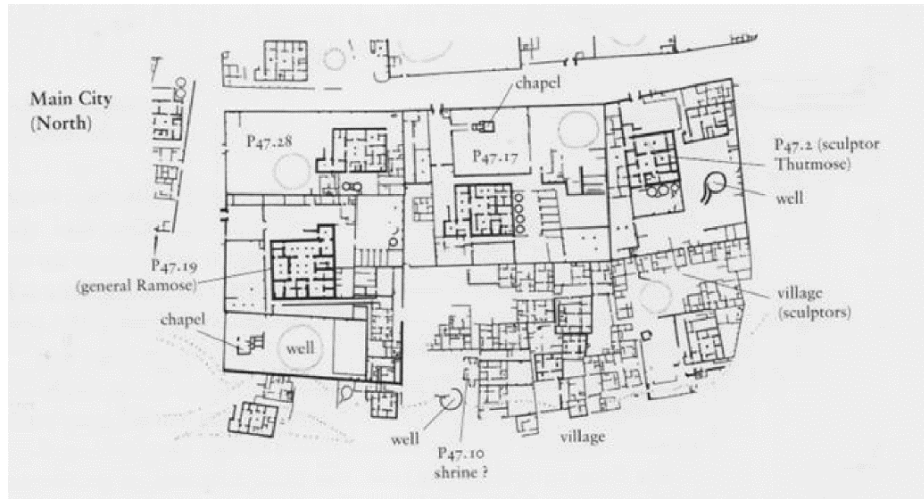 Main City
(North)
chapel
P47.28
P47.17
P47.2 (sculptor
Thutmose)
well
P47.19
(general Ramose)
village
(sculptors)
chapel
well
well
P47.10
shrine ?
village